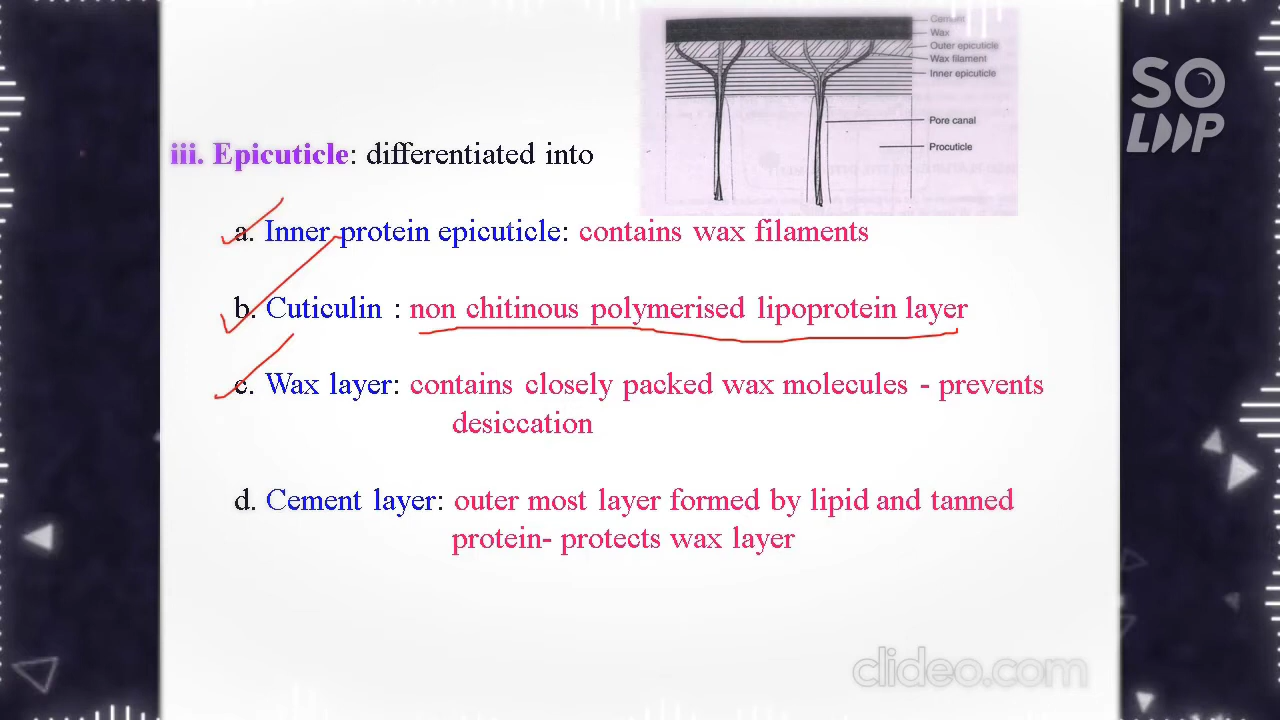 Cement
Wax
Outer epicuticle
Wax filament
Inner epicuticle
Pore canal
Procuticle
SO
LOOP
iii. Epicuticle: differentiated into
a. Inner protein epicuticle: contains wax filaments
b. Cuticulin : non chitinous polymerised lipoprotein layer
c. Wax layer: contains closely packed wax molecules - prevents
desiccation
d. Cement layer: outer most layer formed by lipid and tanned
protein- protects wax layer
clideo.com